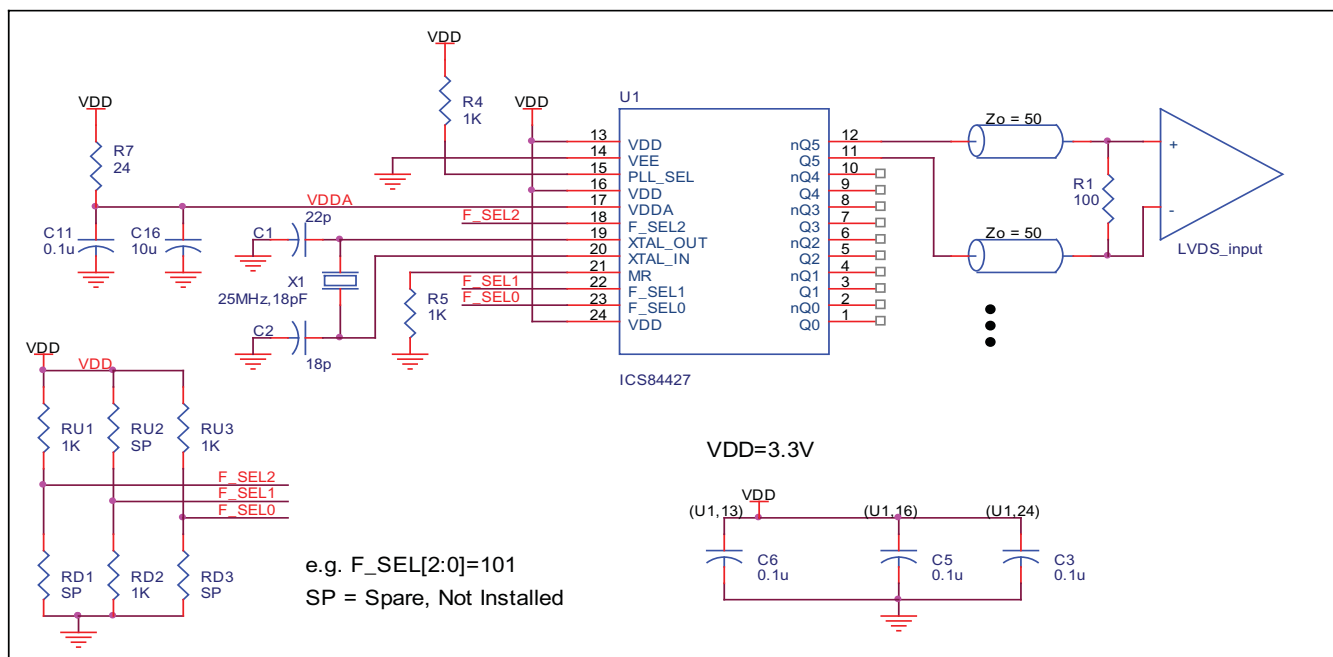 VDD
R4
1K
VDD
R7
24
VDD
U1
13
14
15
16
17
18
19
20
21
22
23
24
VDD
VEE
PLL_SEL
VDD
VDDA
F_SEL2
XTAL_OUT
XTAL_IN
MR
F_SEL1
F_SEL0
VDD
nQ5
Q5
nQ4
Q4
nQ3
Q3
nQ2
Q2
nQ1
Q1
nQ0
Q0
12
11
10
9
8
7
6
5
4
3
2
1
ICS84427
Zo = 50
Zo = 50
R1
100
+
-
LVDS_input
VDDA
F_SEL2
C11
0.1u
C16
10u
22p
C1
X1
25MHz,18pF
C2
18p
R5
1K
F_SEL1
F_SEL0
VDD
VDD
RU1
1K
RU2
SP
RU3
1K
F_SEL2
F_SEL1
F_SEL0
RD1
SP
RD2
1K
RD3
SP
e.g. F_SEL[2:0]=101
SP = Spare, Not Installed
VDD=3.3V
VDD
(U1,13)
(U1,16)
(U1,24)
C6
0.1u
C5
0.1u
C3
0.1u